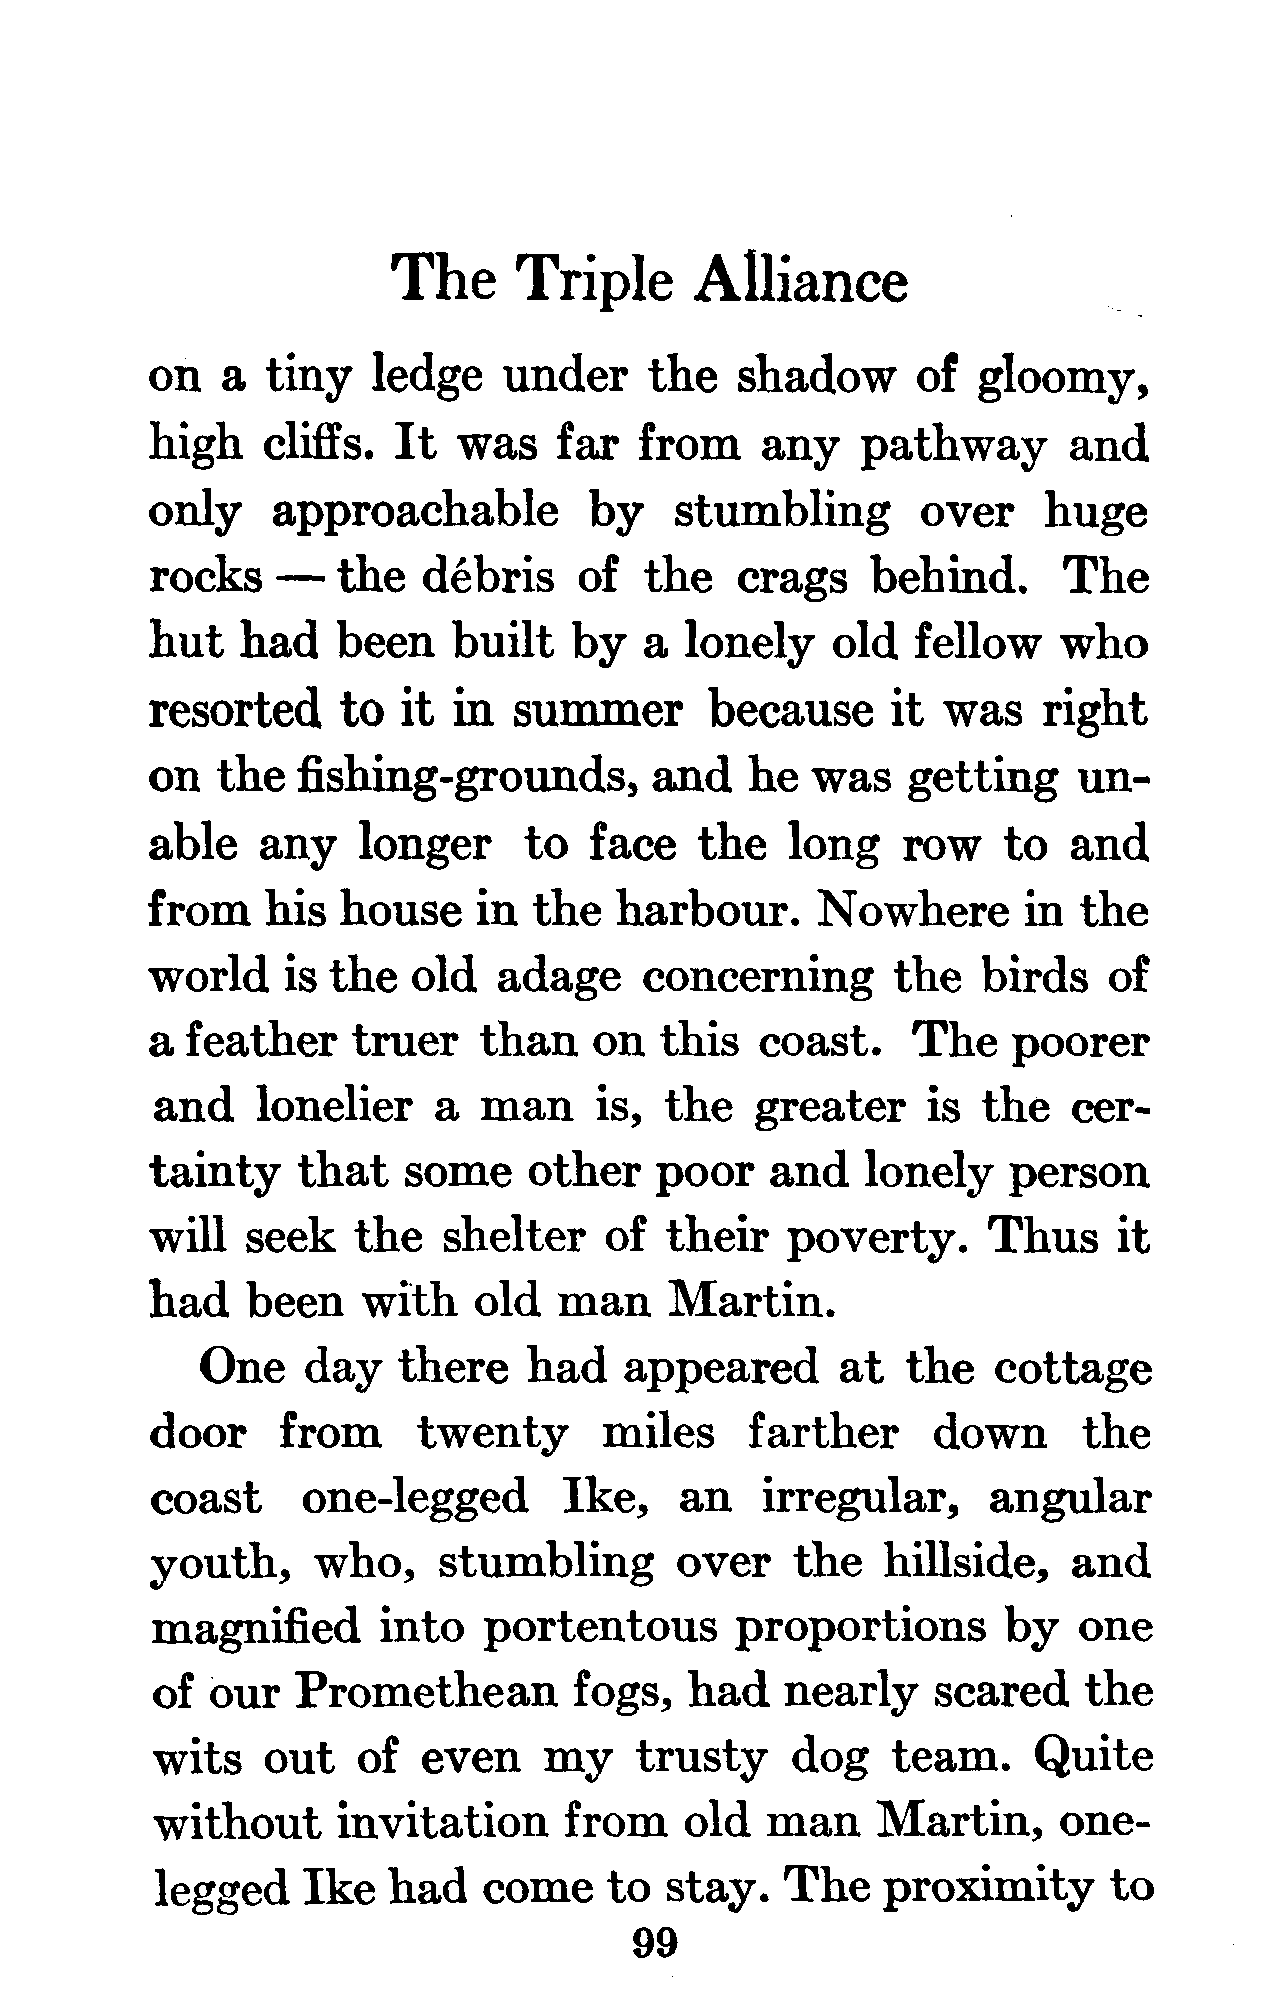 The Triple Alliance
on a tiny ledge under the shadow of gloomy,
high cliffs. It was far from any pathway and
only approachable by stumbling over huge
rocks — the débris of the crags behind. The
hut had been built by a lonely old fellow who
resorted to it in summer because it was right
on the fishing-grounds, and he was getting un-
able any longer to face the long row to and
from his house in the harbour. Nowhere in the
world is the old adage concerning the birds of
a feather truer than on this coast. The poorer
and lonelier a man is, the greater is the cer-
tainty that some other poor and lonely person
will seek the shelter of their poverty. Thus it
had been with old man Martin.
One day there had appeared at the cottage
door from twenty miles farther down the
coast one-legged Ike, an irregular, angular
youth, who, stumbling over the hillside, and
magnified into portentous proportions by one
of our Promethean fogs, had nearly scared the
wits out of even my trusty dog team. Quite
without invitation from old man Martin, one-
legged Ike had come to stay. The proximity to
99